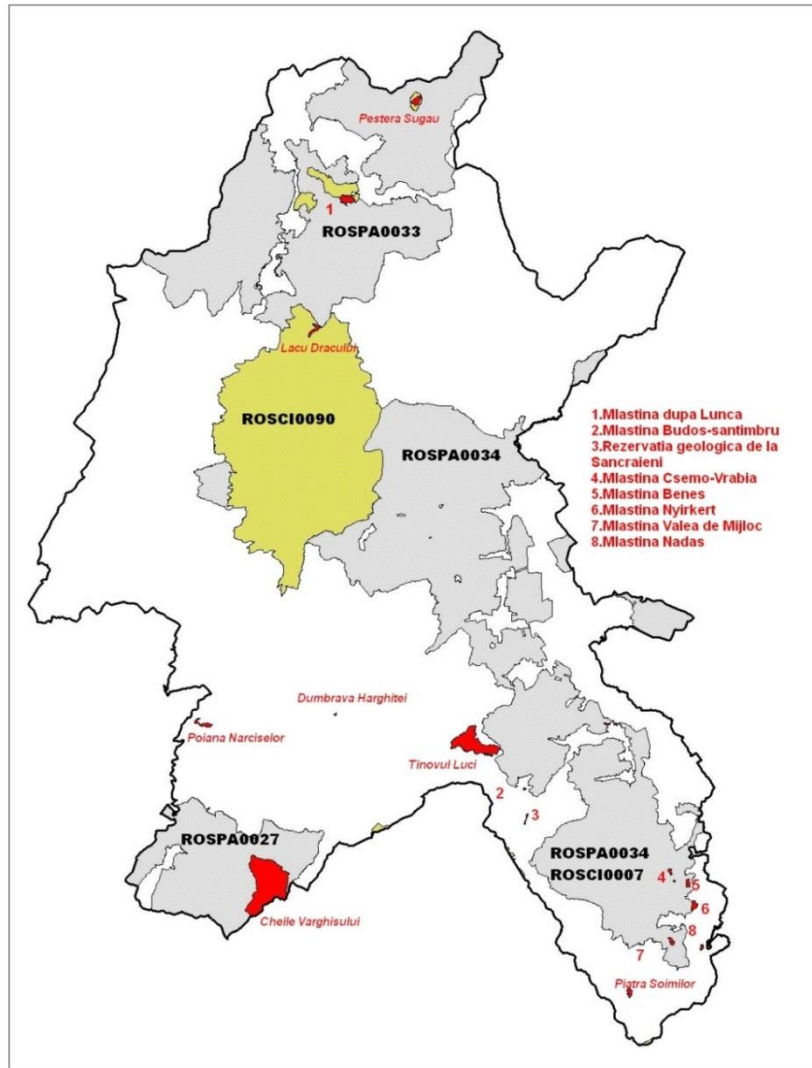 Pestera Sugau
1
ROSPA0033
Lacu Dracului
ROSCI0090
ROSPA0034
1.Mlastina dupa Lunca
2.Mlastina Budos-santimbru
3.Rezervatia geologica de la
Sancraieni
4.Mlastina Csemo-Vrabia
5.Mlastina Benes
6.Mlastina Nyirkert
7.Mlastina Valea de Mijloc
8.Mlastina Nadas
Dumbrava Harghitei
Poiana Narciselor
Tinovul Luci
2
3
ROSPA0027
ROSPA0034
ROSCI0007
4
5
6
Cheile Varghisului
8
7
Piatra Soimilor